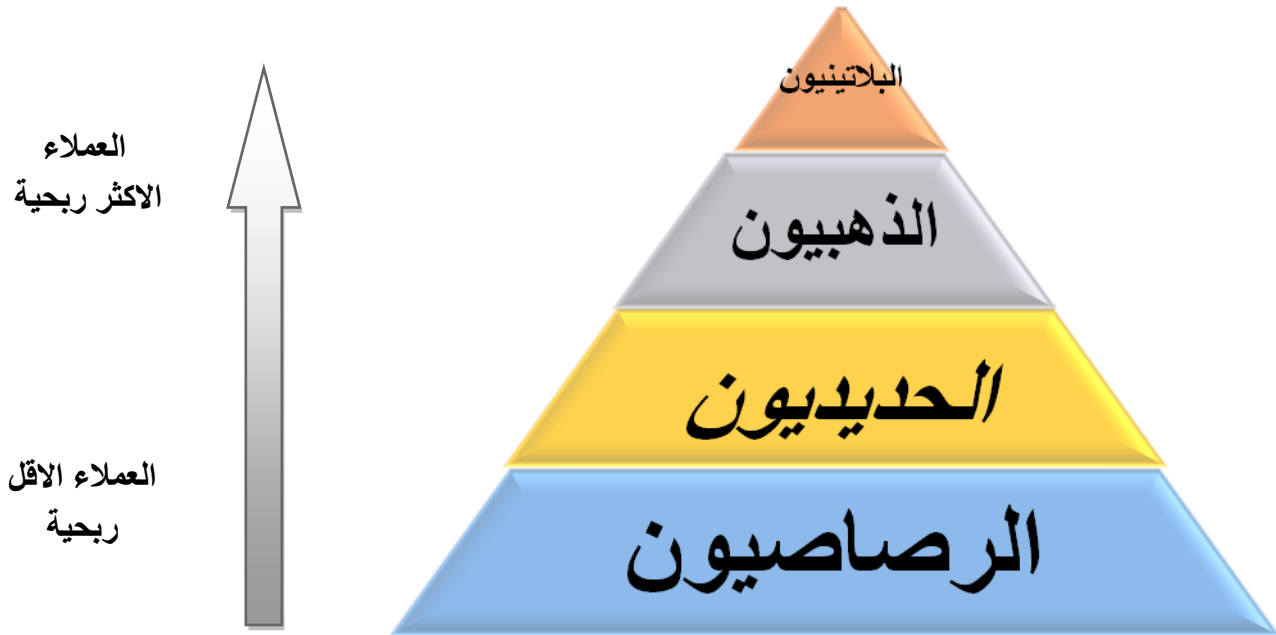 البلاتينيون
الذهبيون
الحديديون
الرصاصيون
العملاء
الاكثر ربحية
العملاء الاقل
ربحية